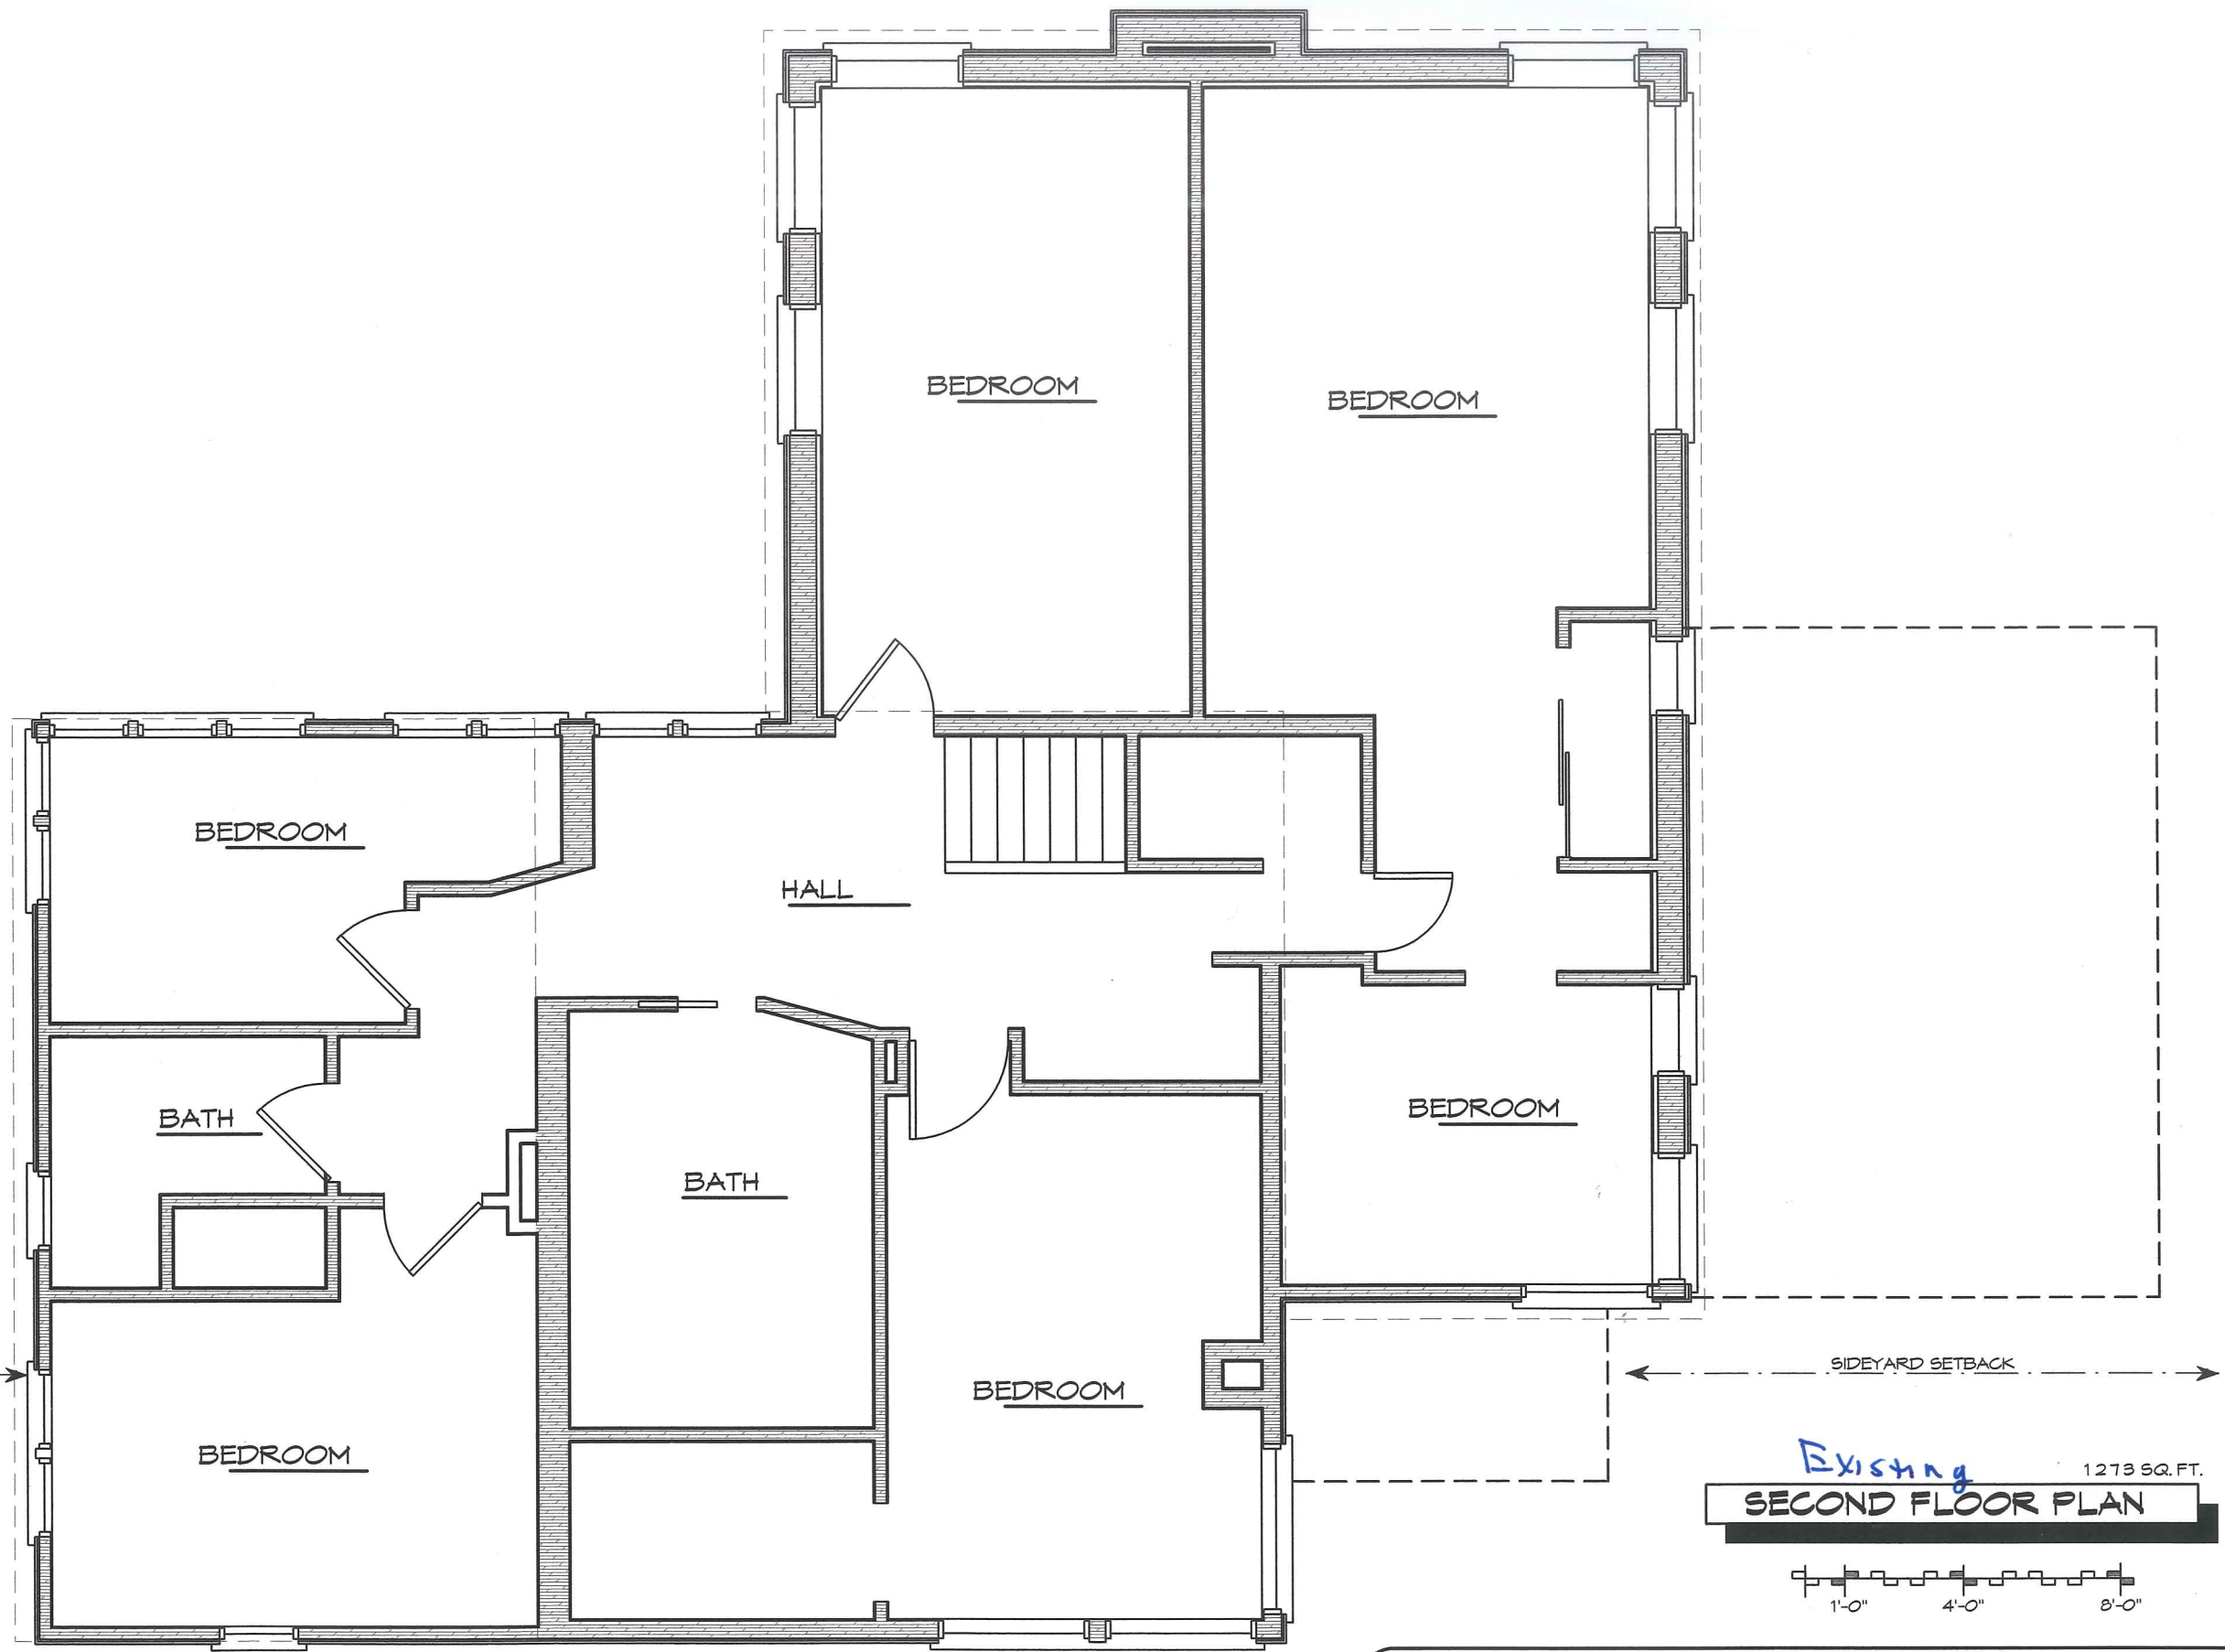 BEDROOM
BEDROOM
BEDROOM
HALL
BATH
BEDROOM
BATH
BEDROOM
BEDROOM
SIDEYARD SETBACK
Existing
1273 SQ. FT.
SECOND FLOOR PLAN
1'-0" 4'-0" 8'-0"